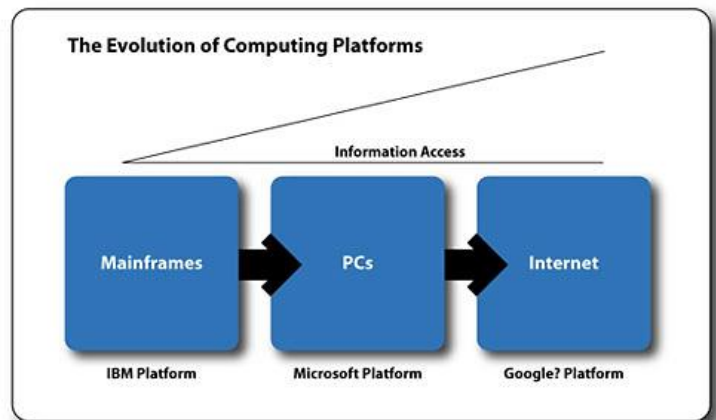 The Evolution of Computing Platforms
Information Access
Mainframes
PCs
Internet
IBM Platform
Microsoft Platform
Google? Platform